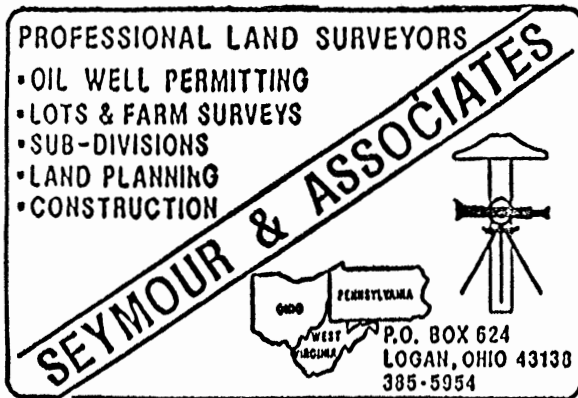 PROFESSIONAL LAND SURVEYORS
•OIL WELL PERMITTING
•LOTS & FARM SURVEYS
•SUB-DIVISIONS
•LAND PLANNING
•CONSTRUCTION
SEYMOUR & ASSOCIATES
OHIO
PENNSYLVANIA
WEST
VIRGINIA
P.O. BOX 624
LOGAN, OHIO 43138
385-5954